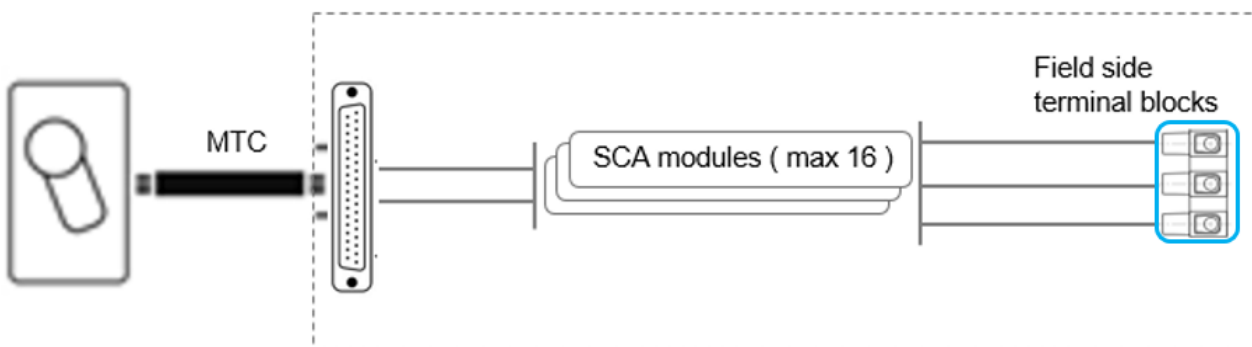 Field side
terminal blocks
MTC
SCA modules ( max 16 )